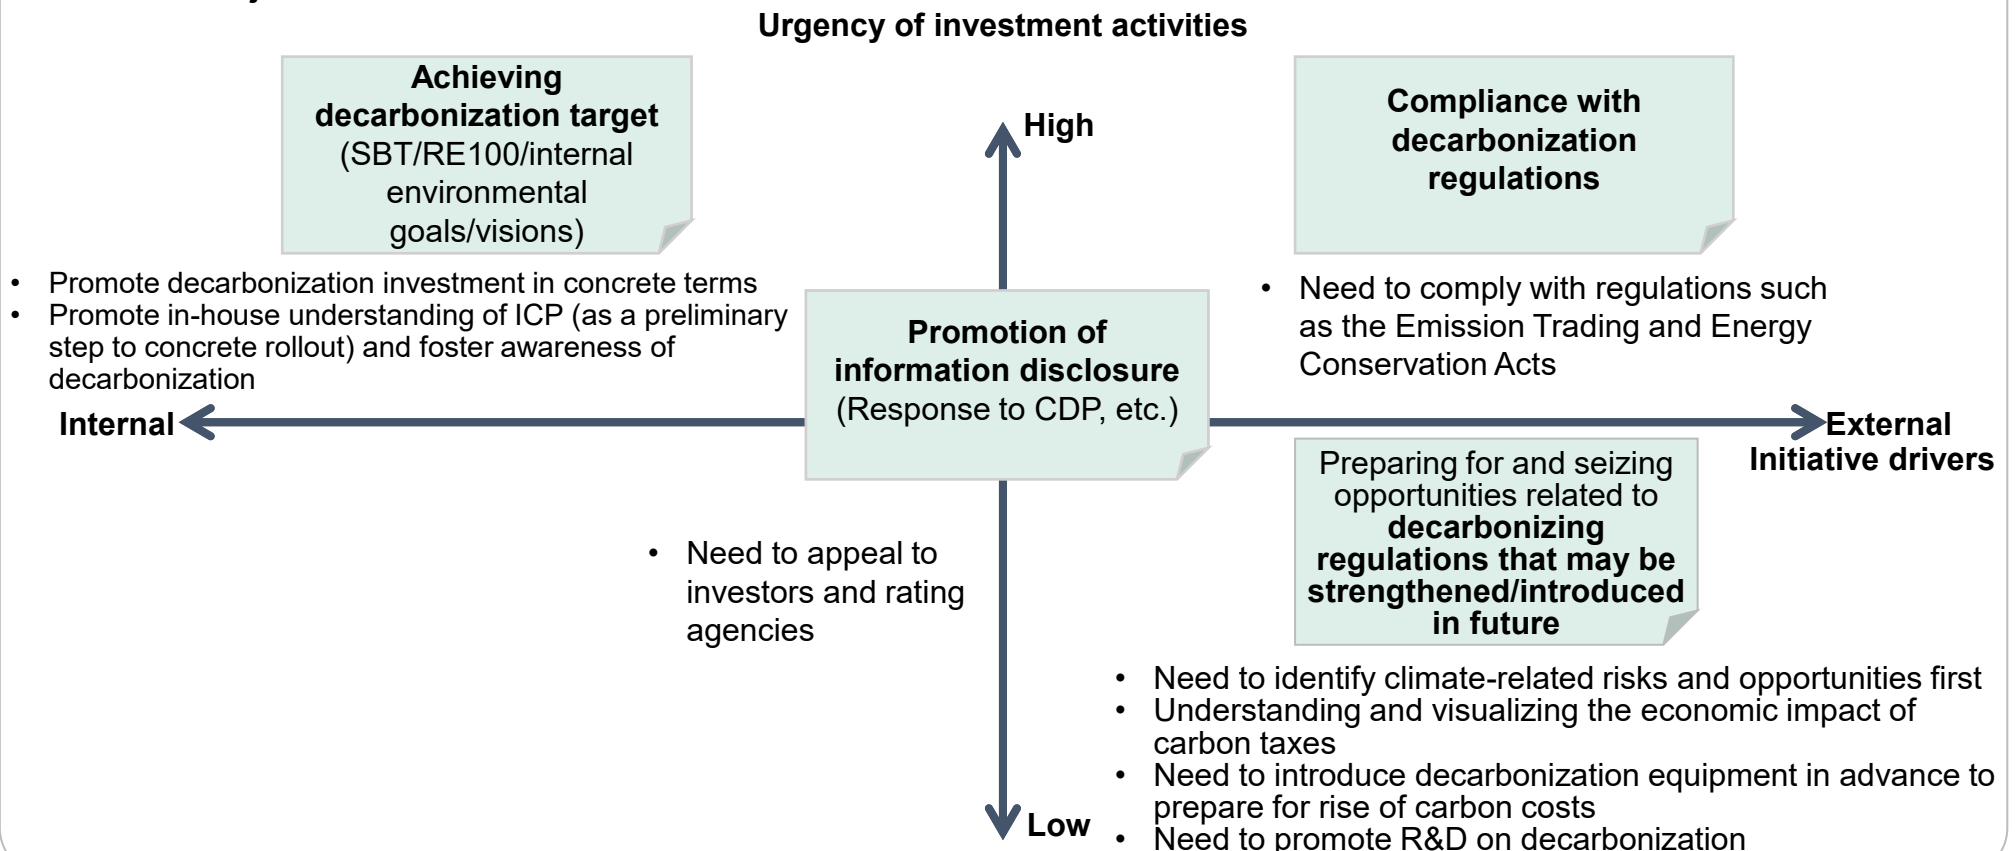 Urgency of investment activities
Achieving
decarbonization target
(SBT/RE100/internal
environmental
goals/visions)
High
Compliance with
decarbonization
regulations
• Promote decarbonization investment in concrete terms
• Promote in-house understanding of ICP (as a preliminary
step to concrete rollout) and foster awareness of
decarbonization
Promotion of
information disclosure
(Response to CDP, etc.)
• Need to comply with regulations such
as the Emission Trading and Energy
Conservation Acts
Internal
External
Initiative drivers
Preparing for and seizing
opportunities related to
decarbonizing
regulations that may be
strengthened/introduced
in future
• Need to appeal to
investors and rating
agencies
• Need to identify climate-related risks and opportunities first
• Understanding and visualizing the economic impact of
carbon taxes
• Need to introduce decarbonization equipment in advance to
prepare for rise of carbon costs
• Need to promote R&D on decarbonization
Low